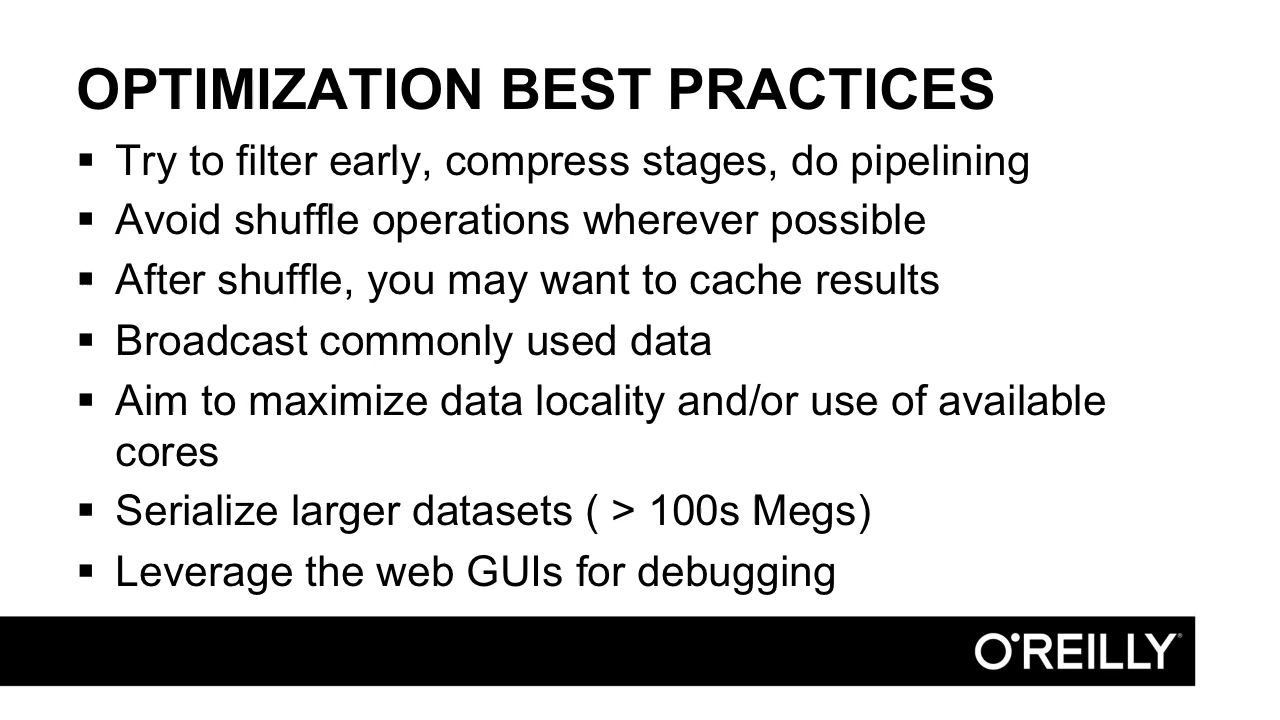 OPTIMIZATION BEST PRACTICES
▪ Try to filter early, compress stages, do pipelining
▪ Avoid shuffle operations wherever possible
▪ After shuffle, you may want to cache results
▪ Broadcast commonly used data
▪ Aim to maximize data locality and/or use of available
cores
▪ Serialize larger datasets ( > 100s Megs)
▪ Leverage the web GUIs for debugging
O'REILLY®